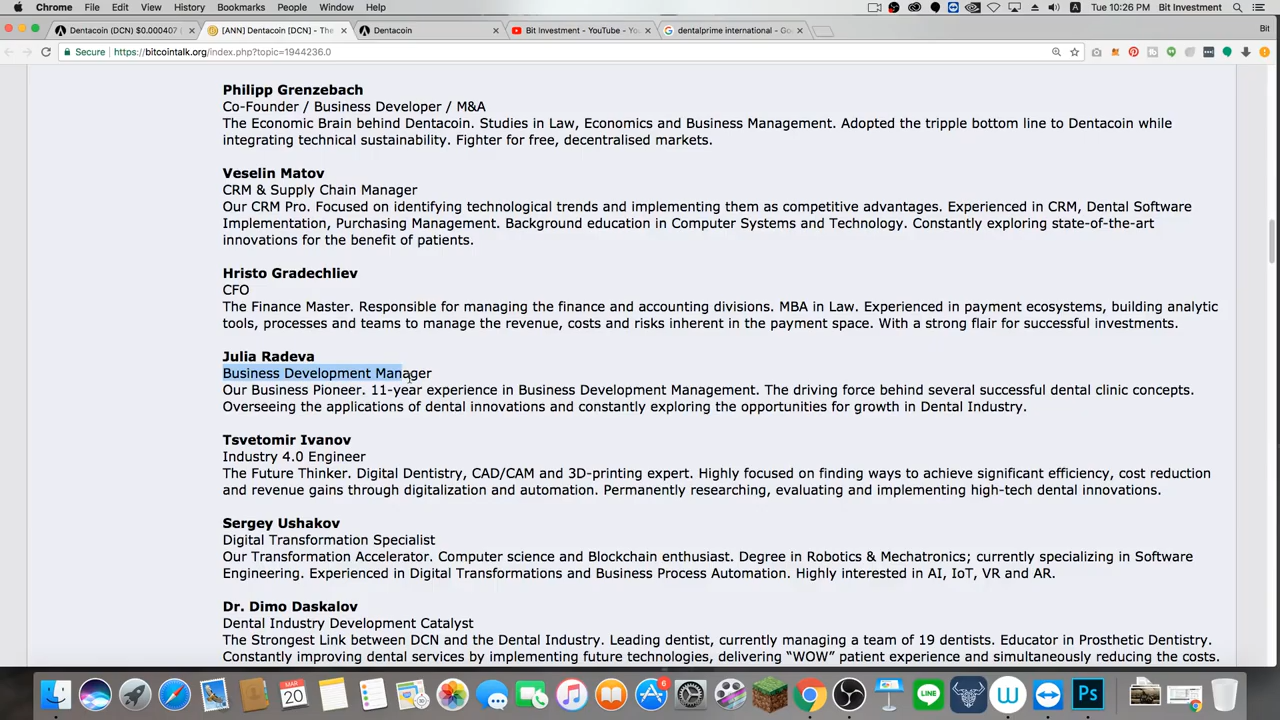 Chrome File Edit View History Bookmarks People Window Help Tue 10:26 PM Bit Investment
Dentacoin (DCN) $0.000407 [ANN] Dentacoin [DCN] - The Dentacoin Bit Investment - YouTube - Yo dentalprime international - Go Bit
Secure https://bitcointalk.org/index.php?topic=1944236.0
Philipp Grenzebach
Co-Founder / Business Developer / M&A
The Economic Brain behind Dentacoin. Studies in Law, Economics and Business Management. Adopted the tripple bottom line to Dentacoin while
integrating technical sustainability. Fighter for free, decentralised markets.
Veselin Matov
CRM & Supply Chain Manager
Our CRM Pro. Focused on identifying technological trends and implementing them as competitive advantages. Experienced in CRM, Dental Software
Implementation, Purchasing Management. Background education in Computer Systems and Technology. Constantly exploring state-of-the-art
innovations for the benefit of patients.
Hristo Gradechliev
CFO
The Finance Master. Responsible for managing the finance and accounting divisions. MBA in Law. Experienced in payment ecosystems, building analytic
tools, processes and teams to manage the revenue, costs and risks inherent in the payment space. With a strong flair for successful investments.
Julia Radeva
Business Development Manager
Our Business Pioneer. 11-year experience in Business Development Management. The driving force behind several successful dental clinic concepts.
Overseeing the applications of dental innovations and constantly exploring the opportunities for growth in Dental Industry.
Tsvetomir Ivanov
Industry 4.0 Engineer
The Future Thinker. Digital Dentistry, CAD/CAM and 3D-printing expert. Highly focused on finding ways to achieve significant efficiency, cost reduction
and revenue gains through digitalization and automation. Permanently researching, evaluating and implementing high-tech dental innovations.
Sergey Ushakov
Digital Transformation Specialist
Our Transformation Accelerator. Computer science and Blockchain enthusiast. Degree in Robotics & Mechatronics; currently specializing in Software
Engineering. Experienced in Digital Transformations and Business Process Automation. Highly interested in AI, IoT, VR and AR.
Dr. Dimo Daskalov
Dental Industry Development Catalyst
The Strongest Link between DCN and the Dental Industry. Leading dentist, currently managing a team of 19 dentists. Educator in Prosthetic Dentistry.
Constantly improving dental services by implementing future technologies, delivering “WOW” patient experience and simultaneously reducing the costs.
MAR
20
6
LINE
W
Ps